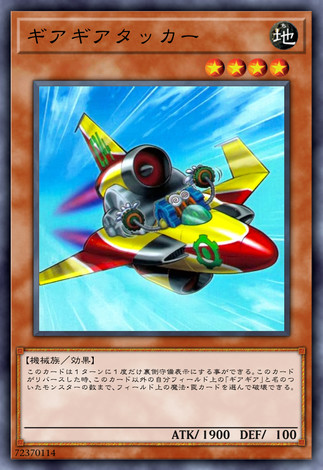 ギアギアタッカー
地
【機械族／効果】
このカードは１ターンに１度だけ裏側守備表示にする事ができる。このカード
がリバースした時、このカード以外の自分フィールド上の「ギアギア」と名のつ
いたモンスターの数まで、フィールド上の魔法・罠カードを選んで破壊できる。
ATK/ 1900 DEF/ 100
72370114